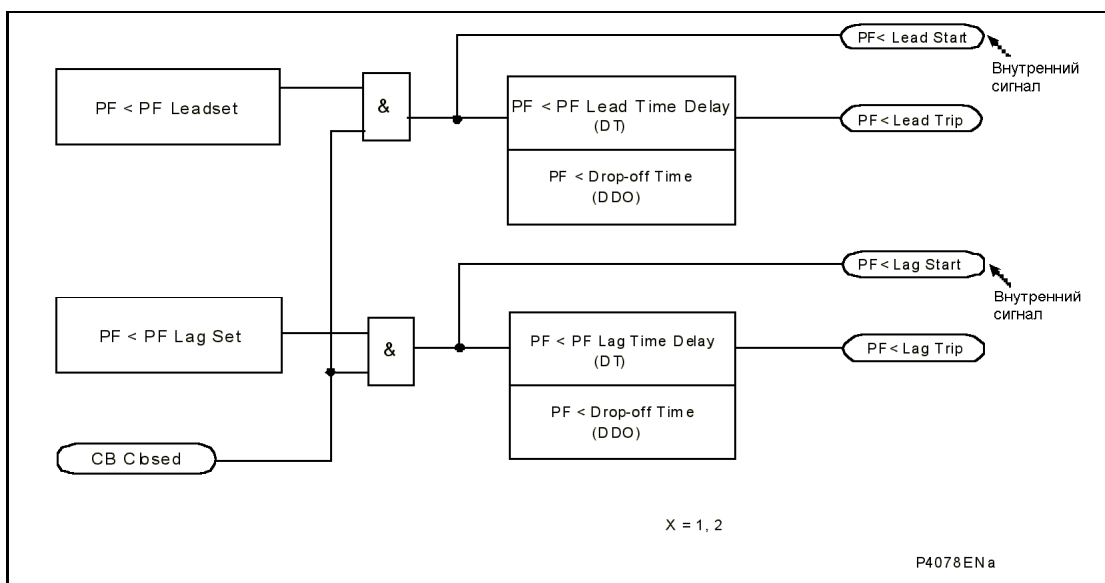 PF< Lead Start
Внутренний
сигнал
PF < PF Leadset
&
PF < PF Lead Time Delay
(DT)
PF< Lead Trip
PF < Drop-off Time
(DDO)
PF< Lag Start
Внутренний
сигнал
PF < PF Lag Set
&
PF < PF Lag Time Delay
(DT)
PF< Lag Trip
PF < Drop-off Time
(DDO)
CB Closed
X = 1, 2
P4078ENa